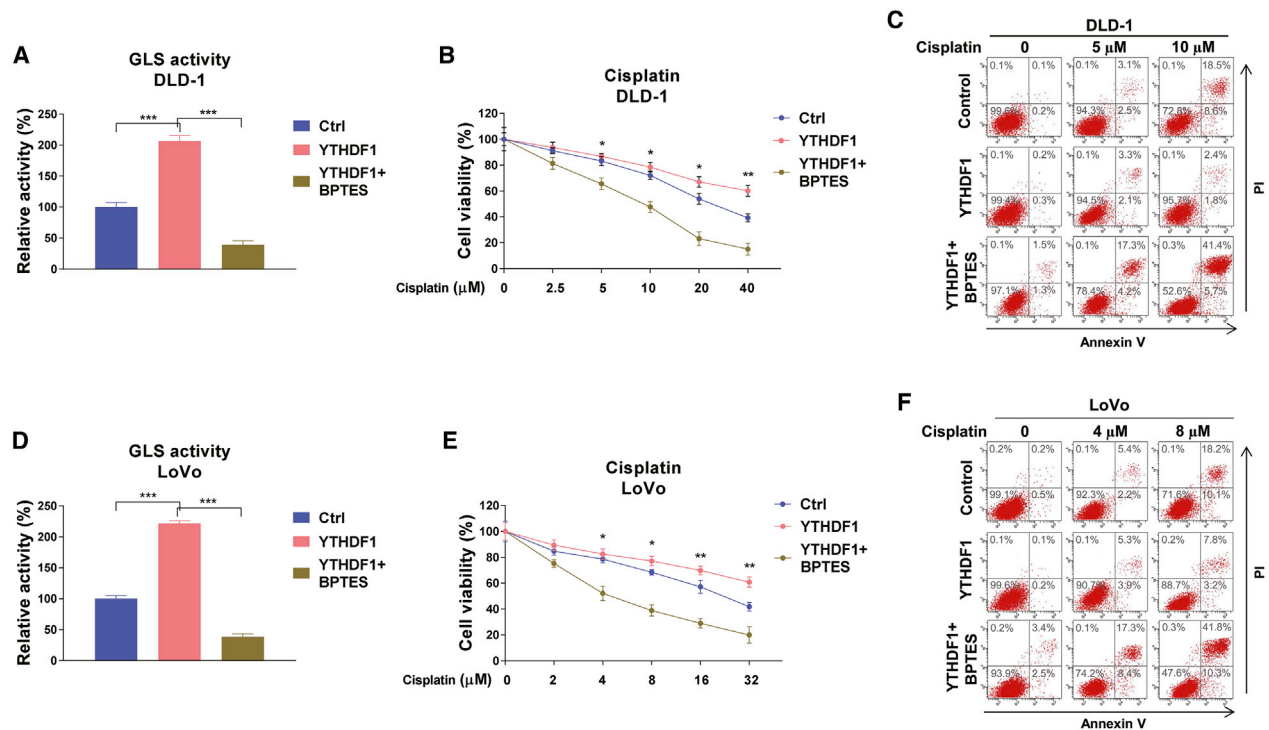 A
GLS activity
DLD-1
Relative activity (%)
250
200
150
100
50
0
***
***
Ctrl
YTHDF1
YTHDF1+
BPTES
B
Cisplatin
DLD-1
Cell viability (%)
120
100
80
60
40
20
0
*
*
*
**
Cisplatin (μM)
0 2.5 5 10 20 40
Ctrl
YTHDF1
YTHDF1+
BPTES
C
DLD-1
Cisplatin 0 5 μM 10 μM
Control
0.1% 0.1% 0.1% 3.1% 0.1% 18.5%
99.6% 0.2% 94.3% 2.5% 72.8% 8.6%
YTHDF1
0.1% 0.2% 0.1% 3.3% 0.1% 2.4%
99.4% 0.3% 94.5% 2.1% 95.7% 1.8%
YTHDF1+
BPTES
0.1% 1.5% 0.1% 17.3% 0.3% 41.4%
97.1% 1.3% 78.4% 4.2% 52.6% 5.7%
PI
Annexin V
D
GLS activity
LoVo
Relative activity (%)
250
200
150
100
50
0
***
***
Ctrl
YTHDF1
YTHDF1+
BPTES
E
Cisplatin
LoVo
Cell viability (%)
120
100
80
60
40
20
0
*
*
**
**
Cisplatin (μM)
0 2 4 8 16 32
Ctrl
YTHDF1
YTHDF1+
BPTES
F
LoVo
Cisplatin 0 4 μM 8 μM
Control
0.2% 0.2% 0.1% 5.4% 0.1% 18.2%
99.1% 0.5% 92.3% 2.2% 71.6% 10.1%
YTHDF1
0.1% 0.1% 0.1% 5.3% 0.2% 7.8%
99.6% 0.2% 90.7% 3.9% 88.7% 3.2%
YTHDF1+
BPTES
0.2% 3.4% 0.1% 17.3% 0.3% 41.8%
93.9% 2.5% 74.2% 8.4% 47.6% 10.3%
PI
Annexin V